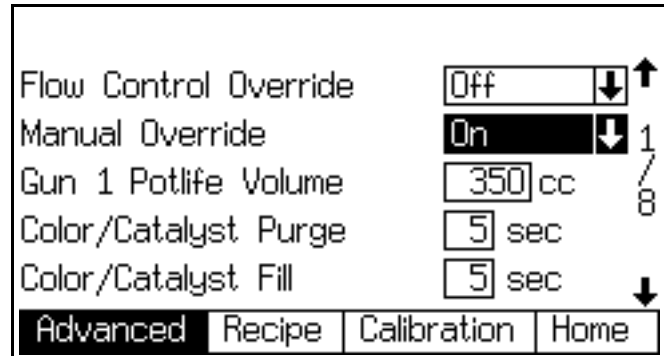 Flow Control Override Off
Manual Override On
Gun 1 Potlife Volume 350 cc
Color/Catalyst Purge 5 sec
Color/Catalyst Fill 5 sec
1/8
Advanced Recipe Calibration Home